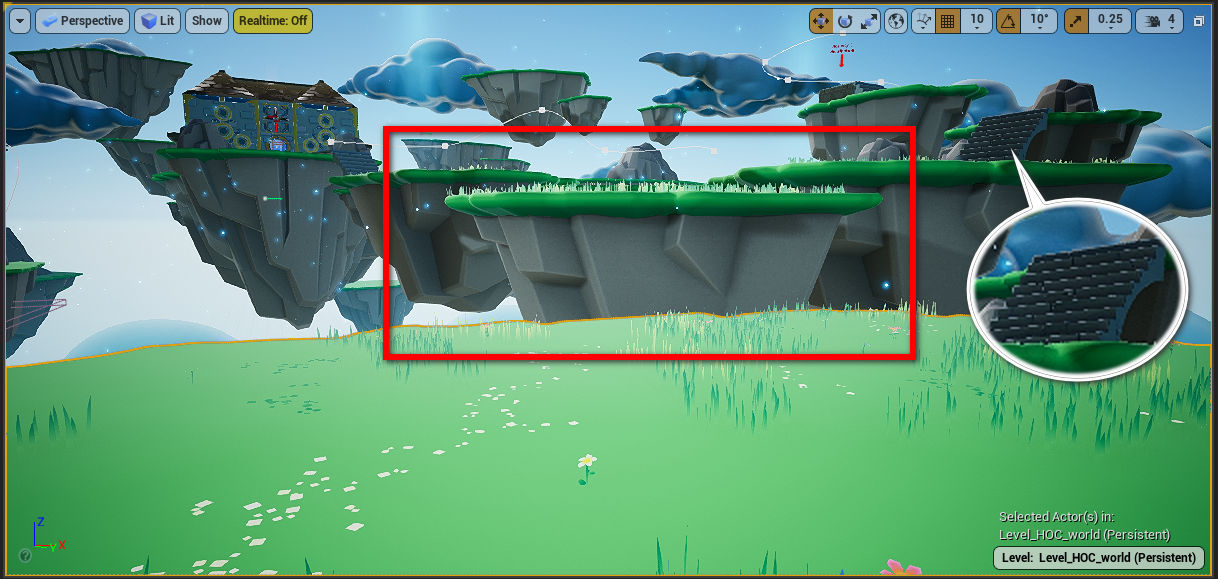 Perspective
Lit
Show
Realtime: Off
10
10°
0.25
4
Z
Y
X
?
Selected Actor(s) in:
Level_HOC_world (Persistent)
Level: Level_HOC_world (Persistent)